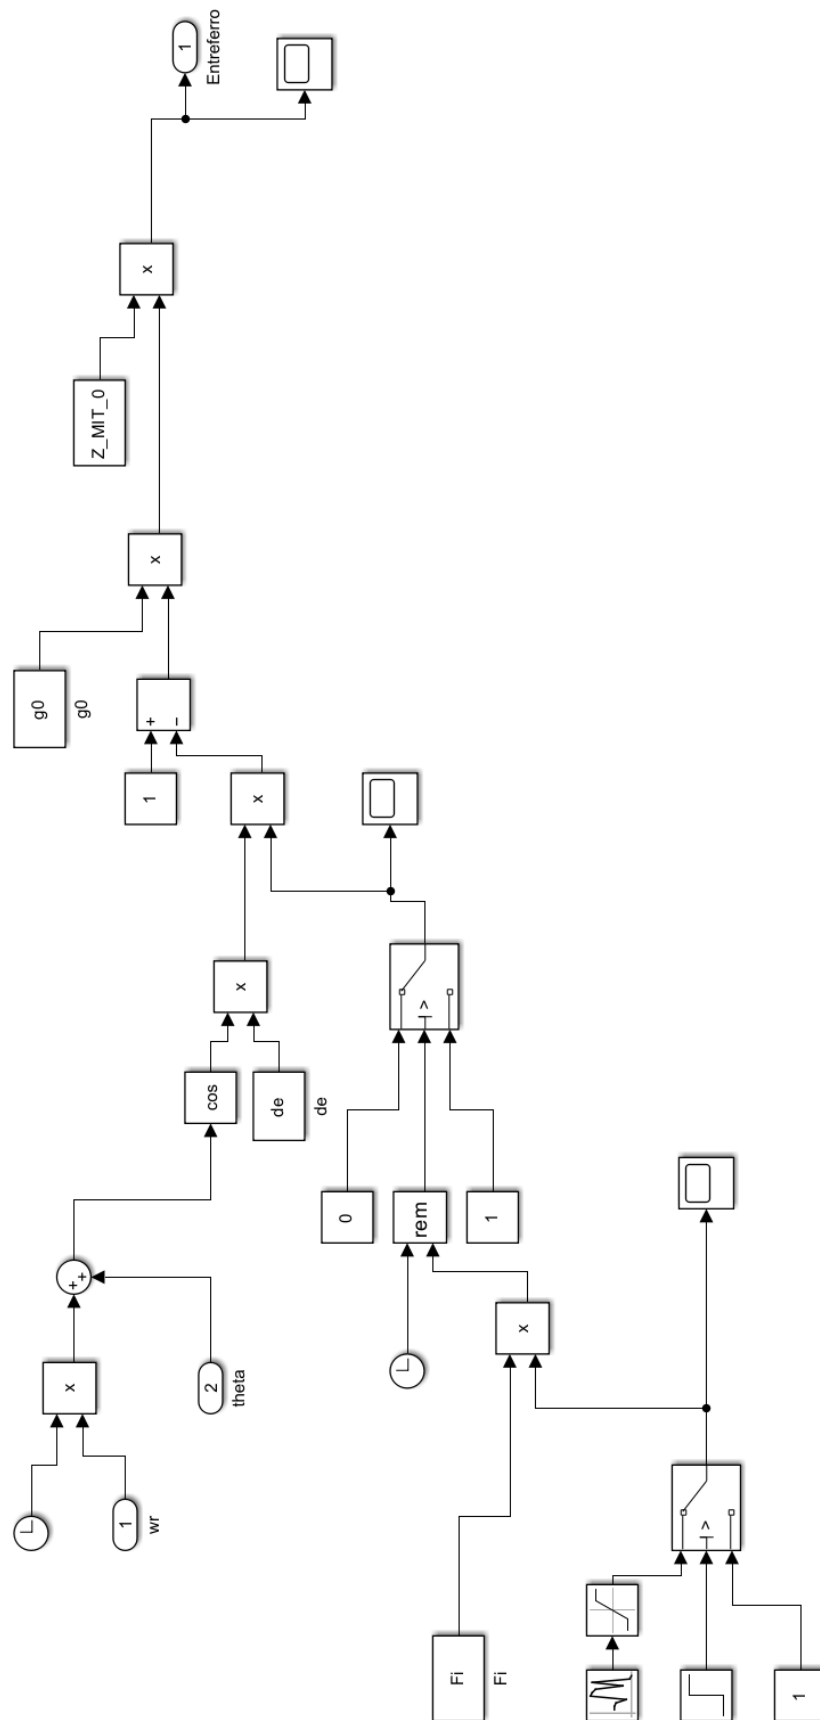 1
Entreferro
x
Z_MIT_0
x
g0
g0
+
−
1
x
x
cos
de
de
>
0
rem
1
+
+
x
2
theta
1
wr
x
>
Fi
Fi
1